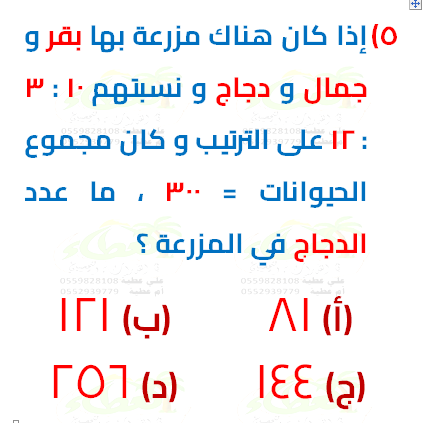 ٥) إذا كان هناك مزرعة بها بقر و
جمال و دجاج و نسبتهم ١٠ : ٣
: ١٢ على الترتيب و كان مجموع
الحيوانات = ٣٠٠ ، ما عدد
الدجاج في المزرعة ؟
(أ) ٨١ (ب) ١٢١
(ج) ١٤٤ (د) ٢٥٦